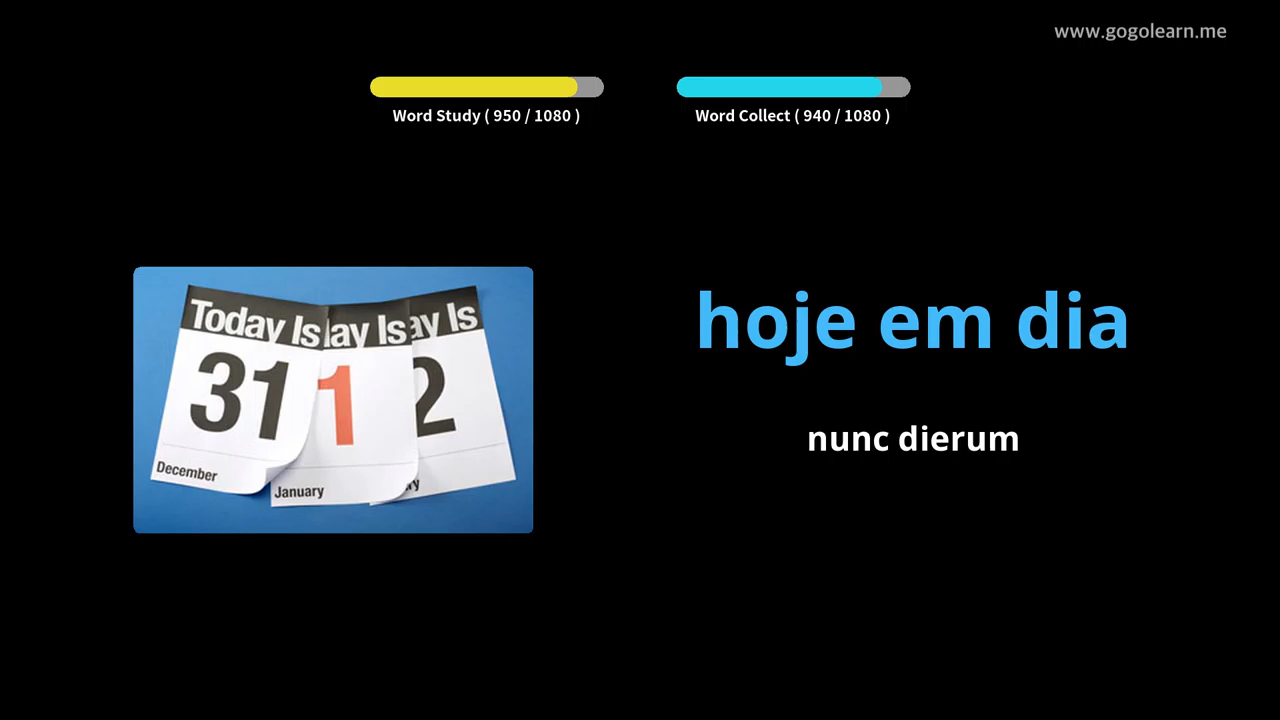 www.gogolearn.me
Word Study ( 950 / 1080 )
Word Collect ( 940 / 1080 )
Today Is
ay Is
ay Is
31
1
2
December
January
ry
hoje em dia
nunc dierum